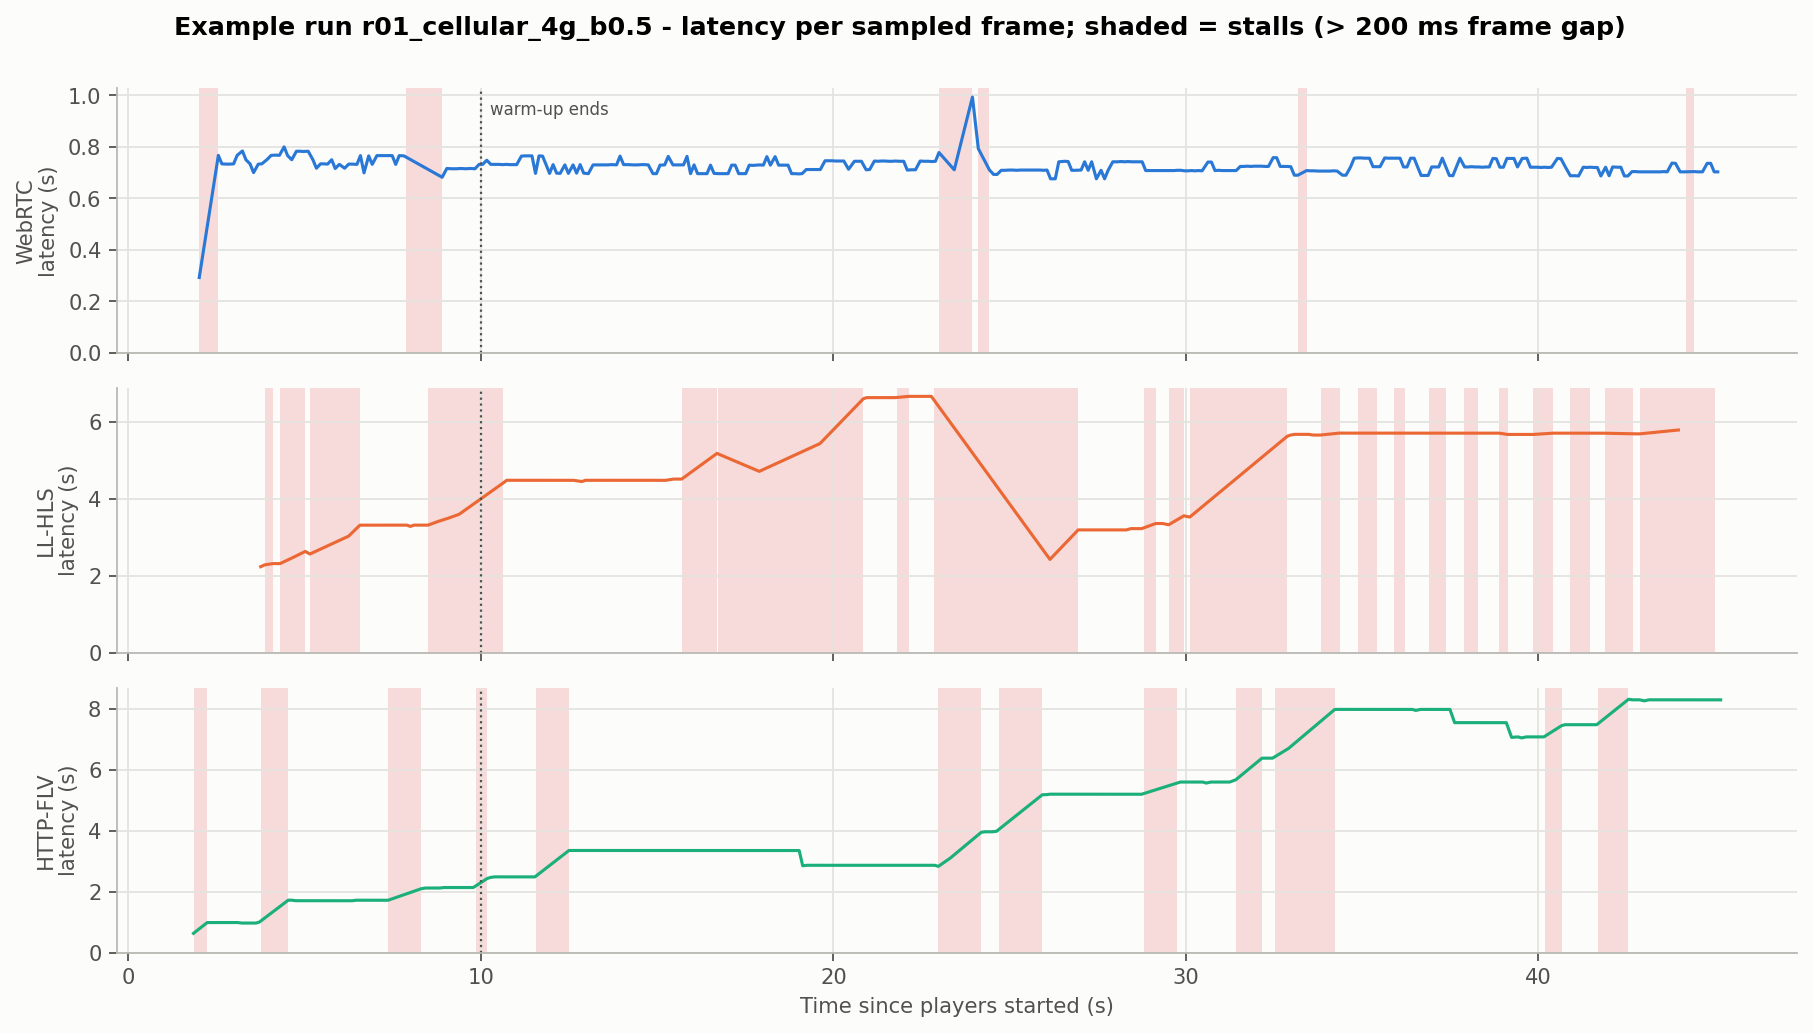 Example run r01_cellular_4g_b0.5 - latency per sampled frame; shaded = stalls (> 200 ms frame gap)
WebRTC
latency (s)
1.0
0.8
0.6
0.4
0.2
0.0
warm-up ends
LL-HLS
latency (s)
6
4
2
0
HTTP-FLV
latency (s)
8
6
4
2
0
0 10 20 30 40
Time since players started (s)